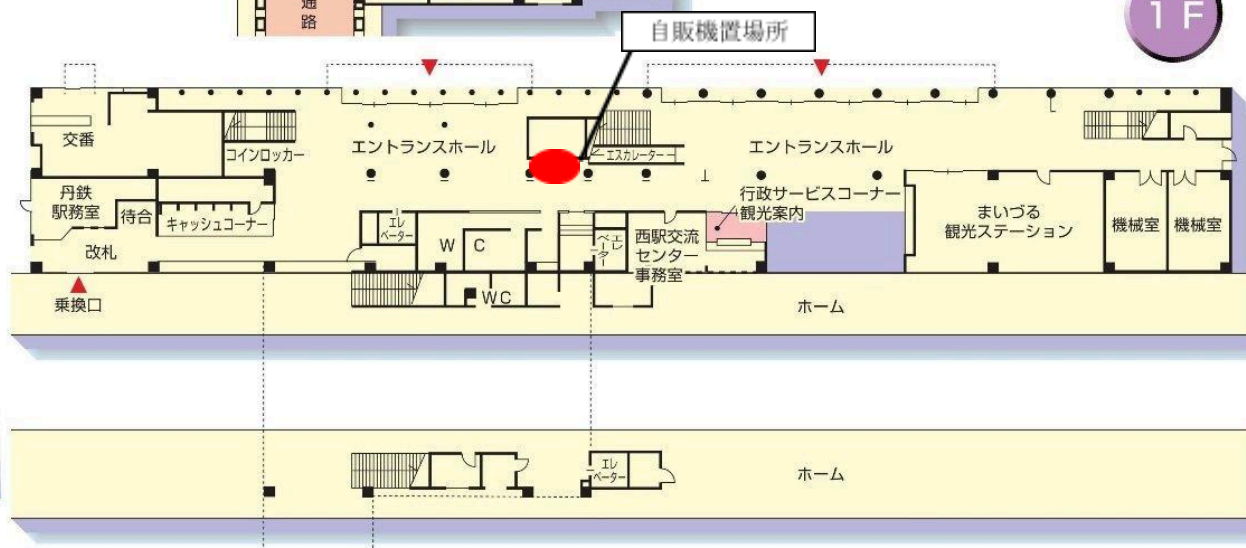 通
路
自販機置場所
1F
交番
コインロッカー
エントランスホール
エスカレーター
エントランスホール
丹鉄
駅務室
待合
キャッシュコーナー
改札
エレ
ベーター
W C
エレ
ベーター
西駅交流
センター
事務室
行政サービスコーナー
観光案内
まいづる
観光ステーション
機械室
機械室
乗換口
WC
ホーム
エレ
ベーター
ホーム